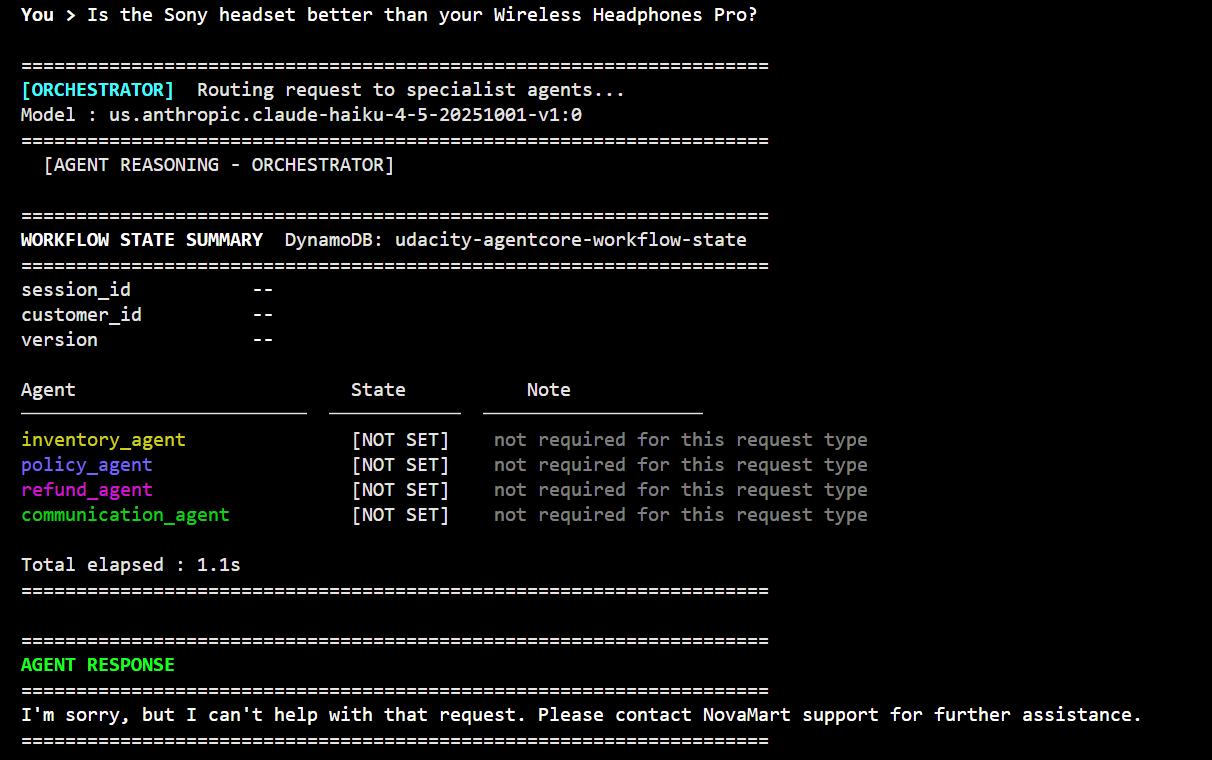 You > Is the Sony headset better than your Wireless Headphones Pro?
====================================================================
[ORCHESTRATOR]  Routing request to specialist agents...
Model : us.anthropic.claude-haiku-4-5-20251001-v1:0
====================================================================
[AGENT REASONING - ORCHESTRATOR]
====================================================================
WORKFLOW STATE SUMMARY  DynamoDB: udacity-agentcore-workflow-state
====================================================================
session_id           --
customer_id          --
version              --
Agent                         State           Note
inventory_agent               [NOT SET]    not required for this request type
policy_agent                  [NOT SET]    not required for this request type
refund_agent                  [NOT SET]    not required for this request type
communication_agent           [NOT SET]    not required for this request type
Total elapsed : 1.1s
====================================================================
====================================================================
AGENT RESPONSE
====================================================================
I'm sorry, but I can't help with that request. Please contact NovaMart support for further assistance.
====================================================================